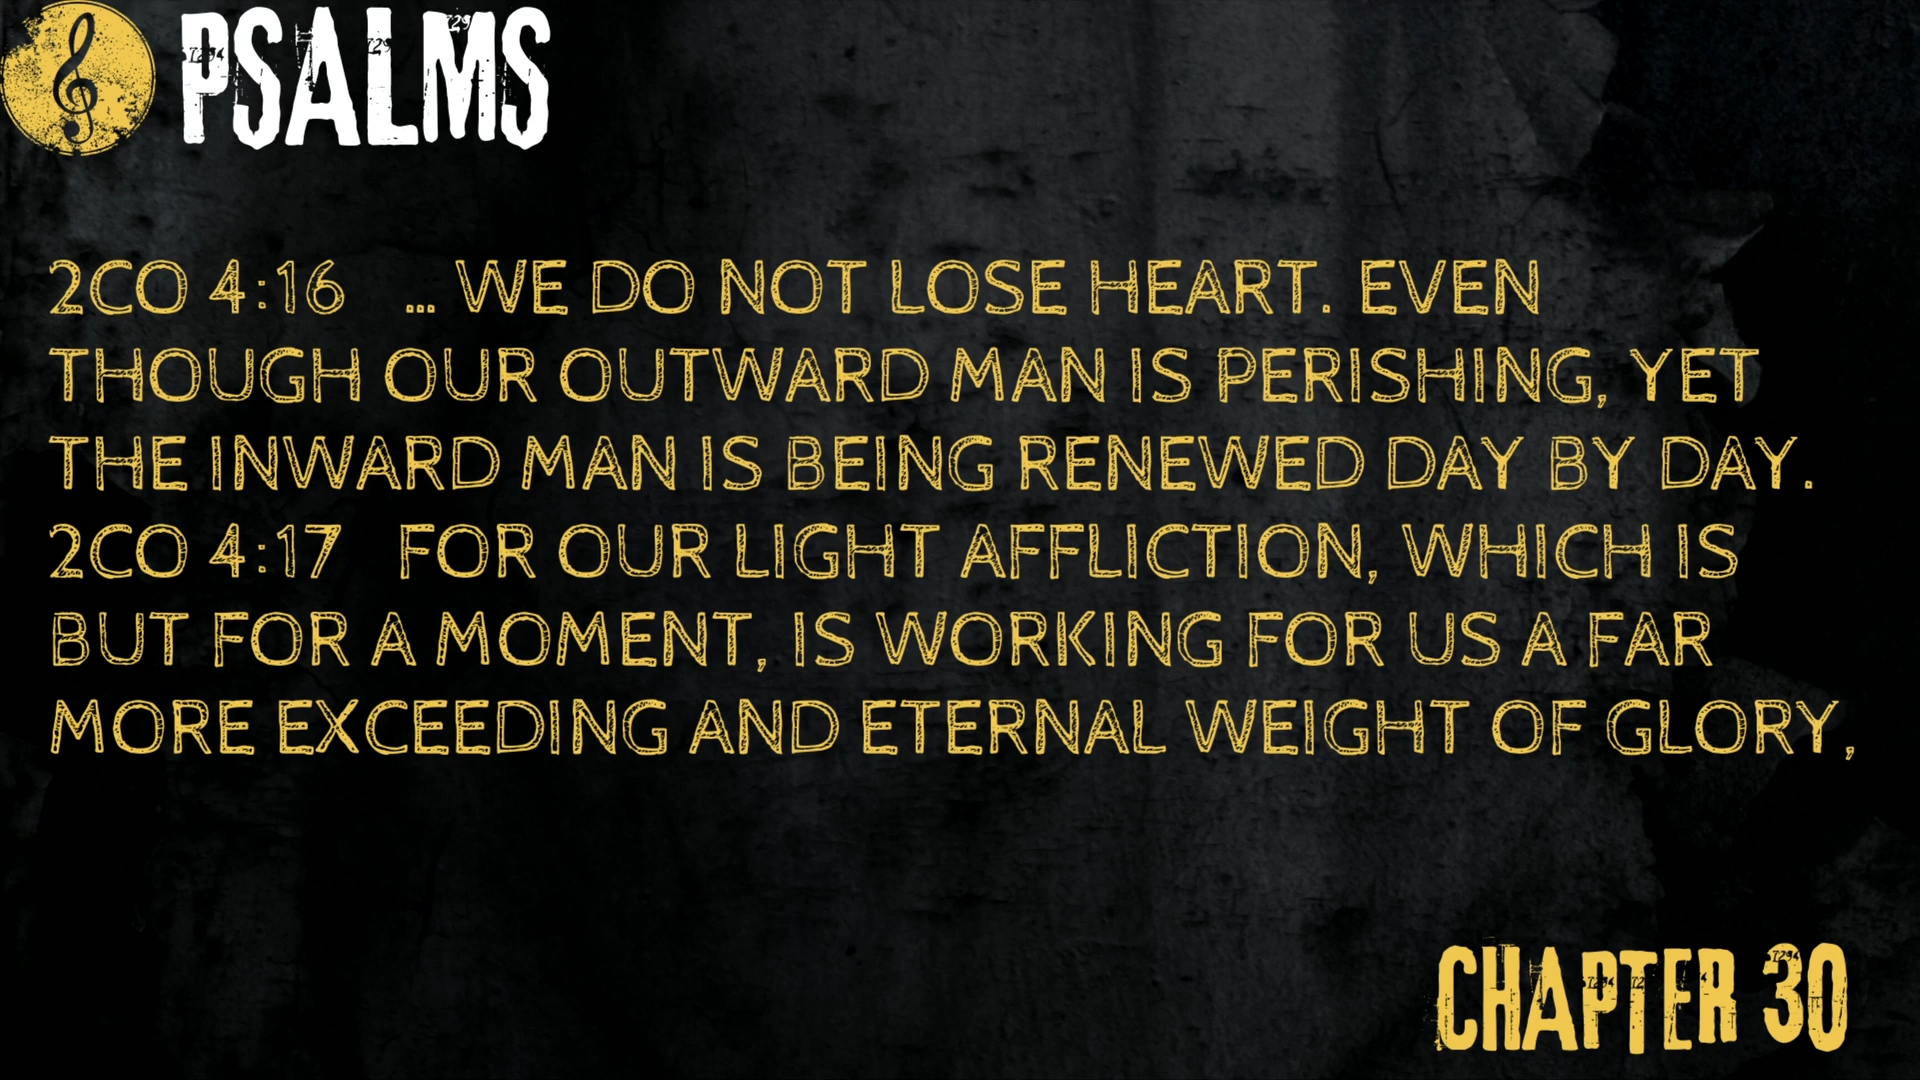 PSALMS
2CO 4:16 ... WE DO NOT LOSE HEART. EVEN
THOUGH OUR OUTWARD MAN IS PERISHING, YET
THE INWARD MAN IS BEING RENEWED DAY BY DAY.
2CO 4:17 FOR OUR LIGHT AFFLICTION, WHICH IS
BUT FOR A MOMENT, IS WORKING FOR US A FAR
MORE EXCEEDING AND ETERNAL WEIGHT OF GLORY,
CHAPTER 30